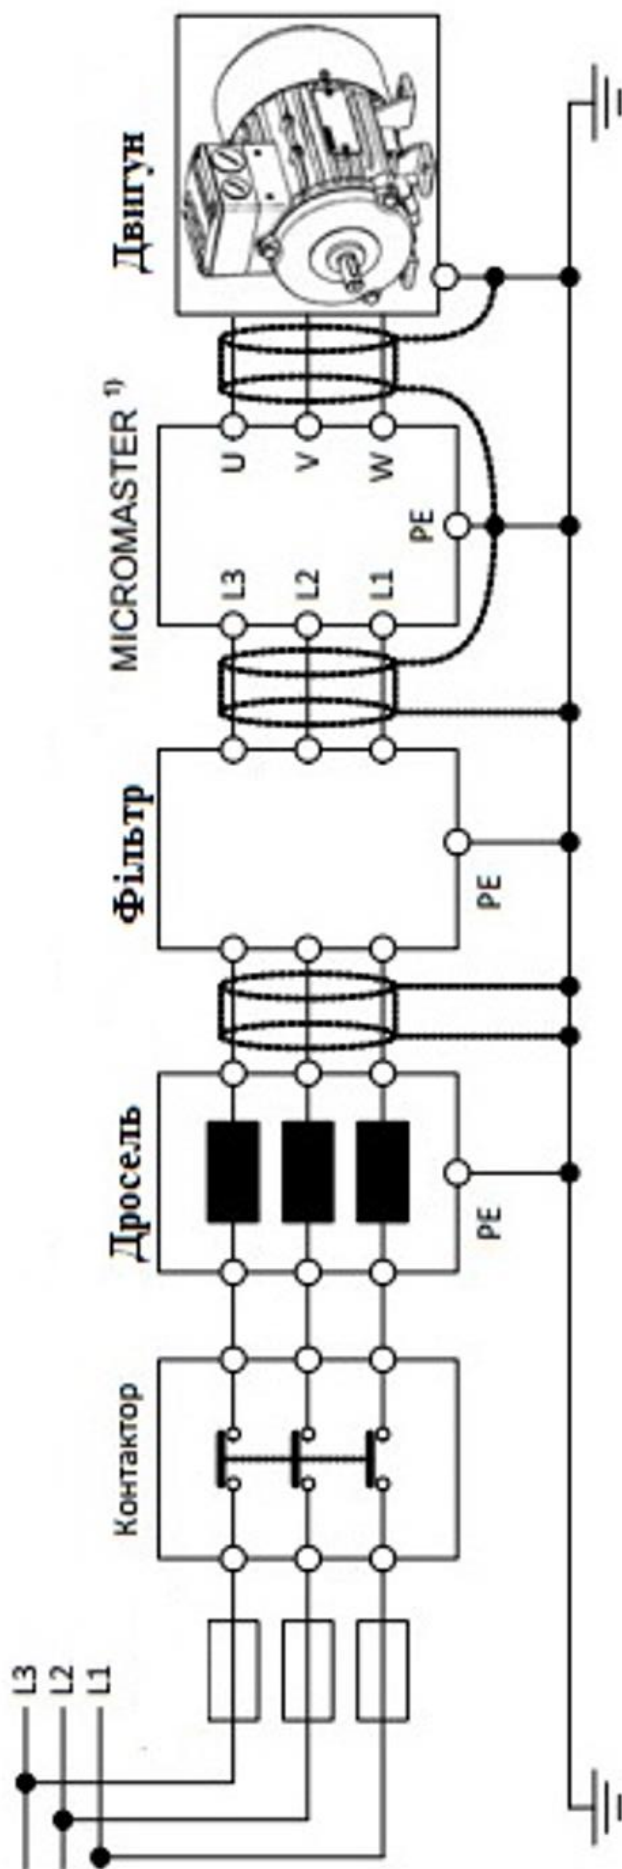 L3
L2
L1
Контактор
Дросель
PE
Фільтр
PE
MICROMASTER ¹⁾
L3
L2
L1
U
V
W
PE
Двигун